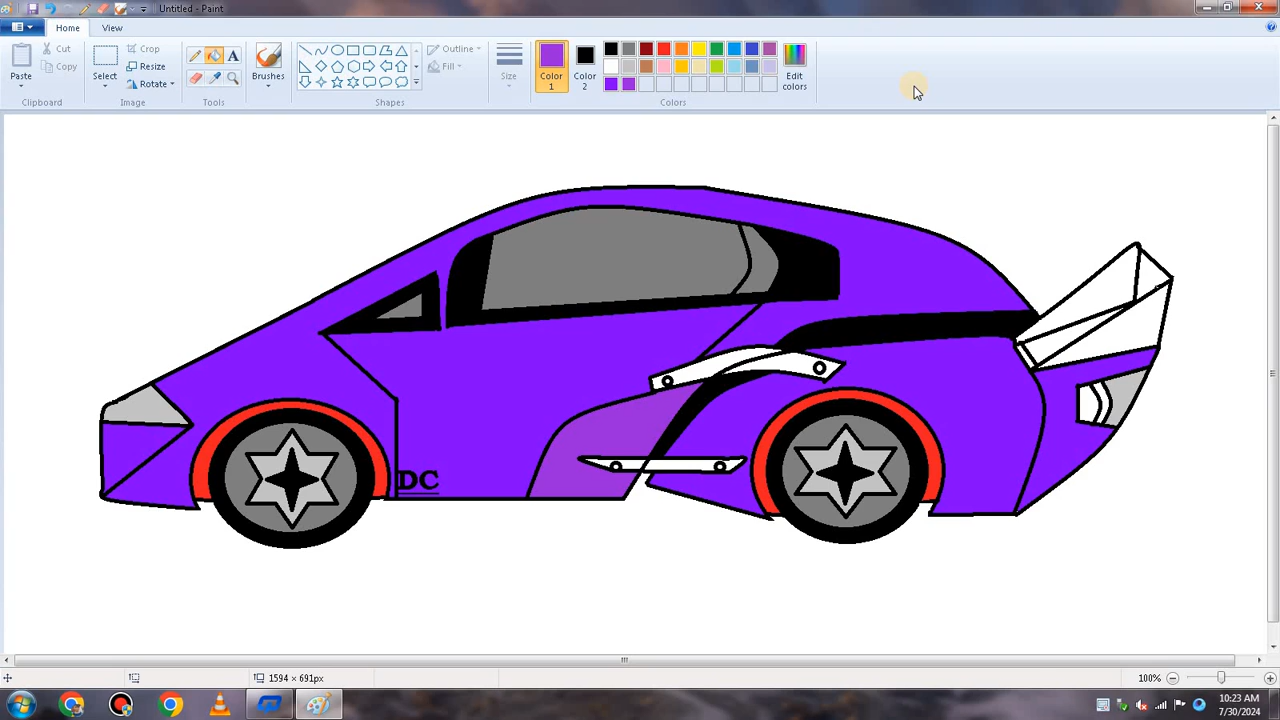 Untitled - Paint
Home View
Cut
Copy
Paste
Clipboard
Crop
Resize
Rotate
Select
Image
Tools
Brushes
Outline
Fill
Shapes
Size
Color 1
Color 2
Edit colors
Colors
DC
1594 × 691px
100%
10:23 AM
7/30/2024